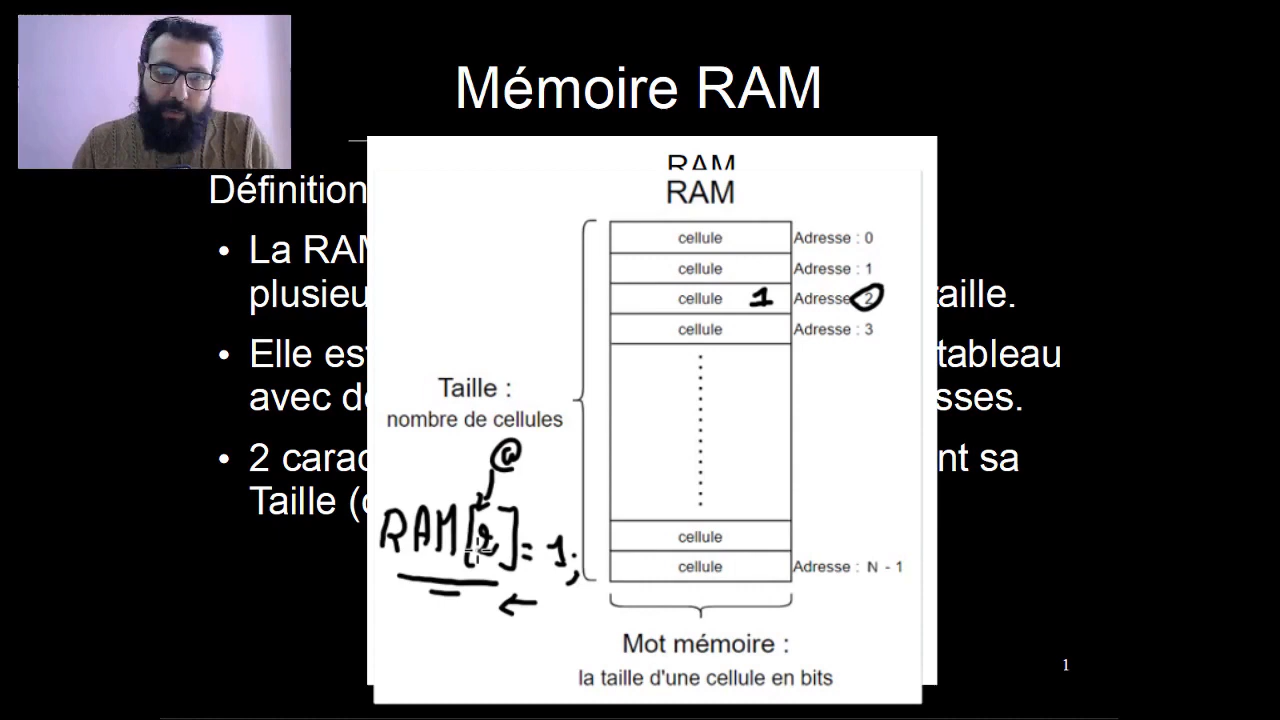 Mémoire RAM
Définition
La RAM
plusieu
taille.
Elle est
tableau
avec de
sses.
2 carac
nt sa
Taille (
RAM
RAM
cellule Adresse : 0
cellule Adresse : 1
cellule 1 Adresse : 2
cellule Adresse : 3
Taille :
nombre de cellules
@
RAM[2] = 1;
cellule
cellule Adresse : N - 1
Mot mémoire :
la taille d'une cellule en bits
1